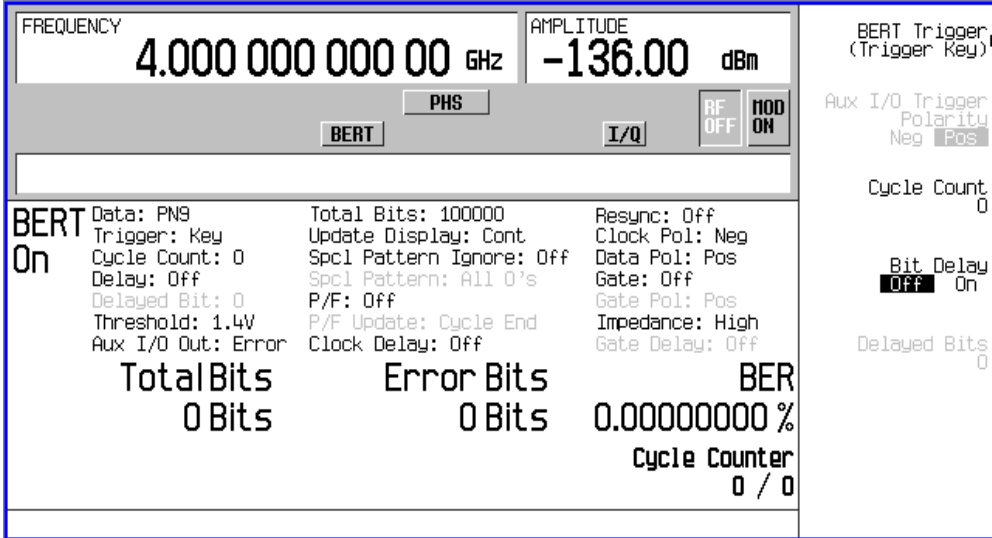 FREQUENCY
4.000 000 000 00 GHz
AMPLITUDE
-136.00 dBm
PHS
BERT
I/Q
RF OFF
MOD ON
BERT On
Data: PN9
Trigger: Key
Cycle Count: 0
Delay: Off
Delayed Bit: 0
Threshold: 1.4V
Aux I/O Out: Error
Total Bits: 100000
Update Display: Cont
Spcl Pattern Ignore: Off
Spcl Pattern: All 0's
P/F: Off
P/F Update: Cycle End
Clock Delay: Off
Resync: Off
Clock Pol: Neg
Data Pol: Pos
Gate: Off
Gate Pol: Pos
Impedance: High
Gate Delay: Off
Total Bits
0 Bits
Error Bits
0 Bits
BER
0.00000000 %
Cycle Counter
0 / 0
BERT Trigger
(Trigger Key)
Aux I/O Trigger
Polarity
Neg Pos
Cycle Count
0
Bit Delay
Off On
Delayed Bits
0